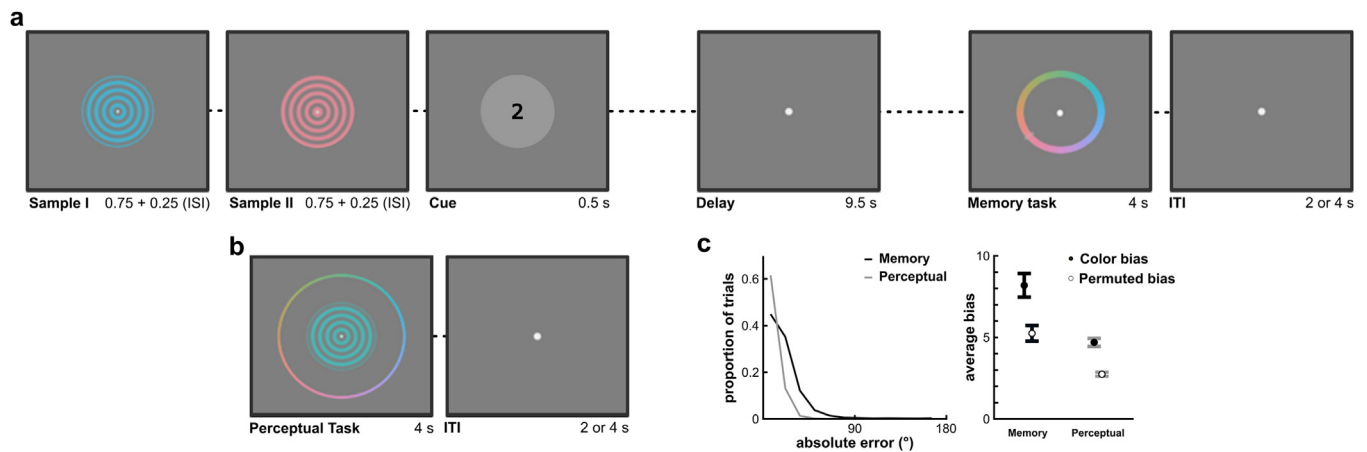 a
2
Sample I 0.75 + 0.25 (ISI)
Sample II 0.75 + 0.25 (ISI)
Cue 0.5 s
Delay 9.5 s
Memory task 4 s
ITI 2 or 4 s
b
Perceptual Task 4 s
ITI 2 or 4 s
c
proportion of trials
0.6
0.4
0.2
0
90
180
absolute error (°)
Memory
Perceptual
average bias
10
5
0
Memory
Perceptual
Color bias
Permuted bias